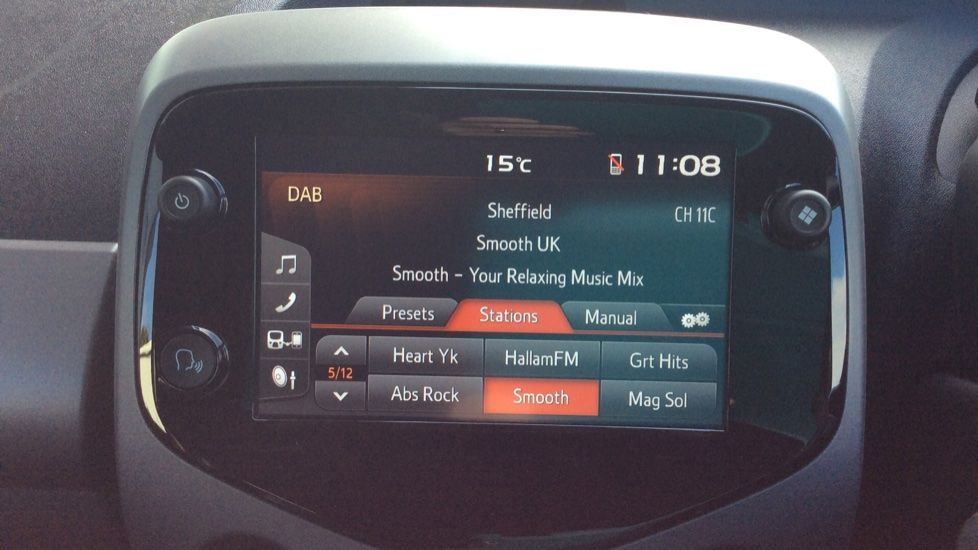 15℃ 11:08
DAB
Sheffield CH 11C
Smooth UK
Smooth – Your Relaxing Music Mix
Presets Stations Manual
Heart Yk HallamFM Grt Hits
5/12
Abs Rock Smooth Mag Sol